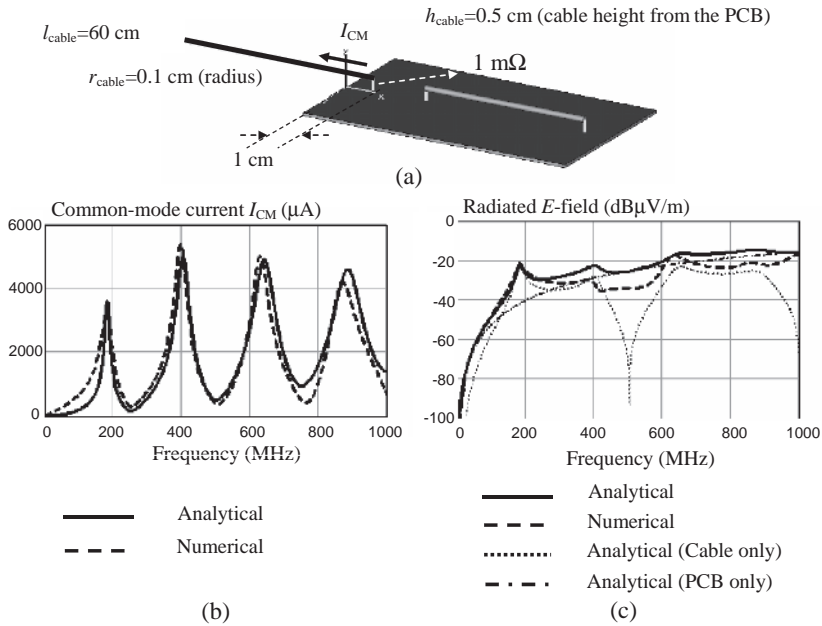 l_cable=60 cm
I_CM
h_cable=0.5 cm (cable height from the PCB)
r_cable=0.1 cm (radius)
1 mΩ
1 cm
(a)
Common-mode current I_CM (μA)
6000
4000
2000
0
0 200 400 600 800 1000
Frequency (MHz)
Analytical
Numerical
(b)
Radiated E-field (dBμV/m)
0
-20
-40
-60
-80
-100
0 200 400 600 800 1000
Frequency (MHz)
Analytical
Numerical
Analytical (Cable only)
Analytical (PCB only)
(c)